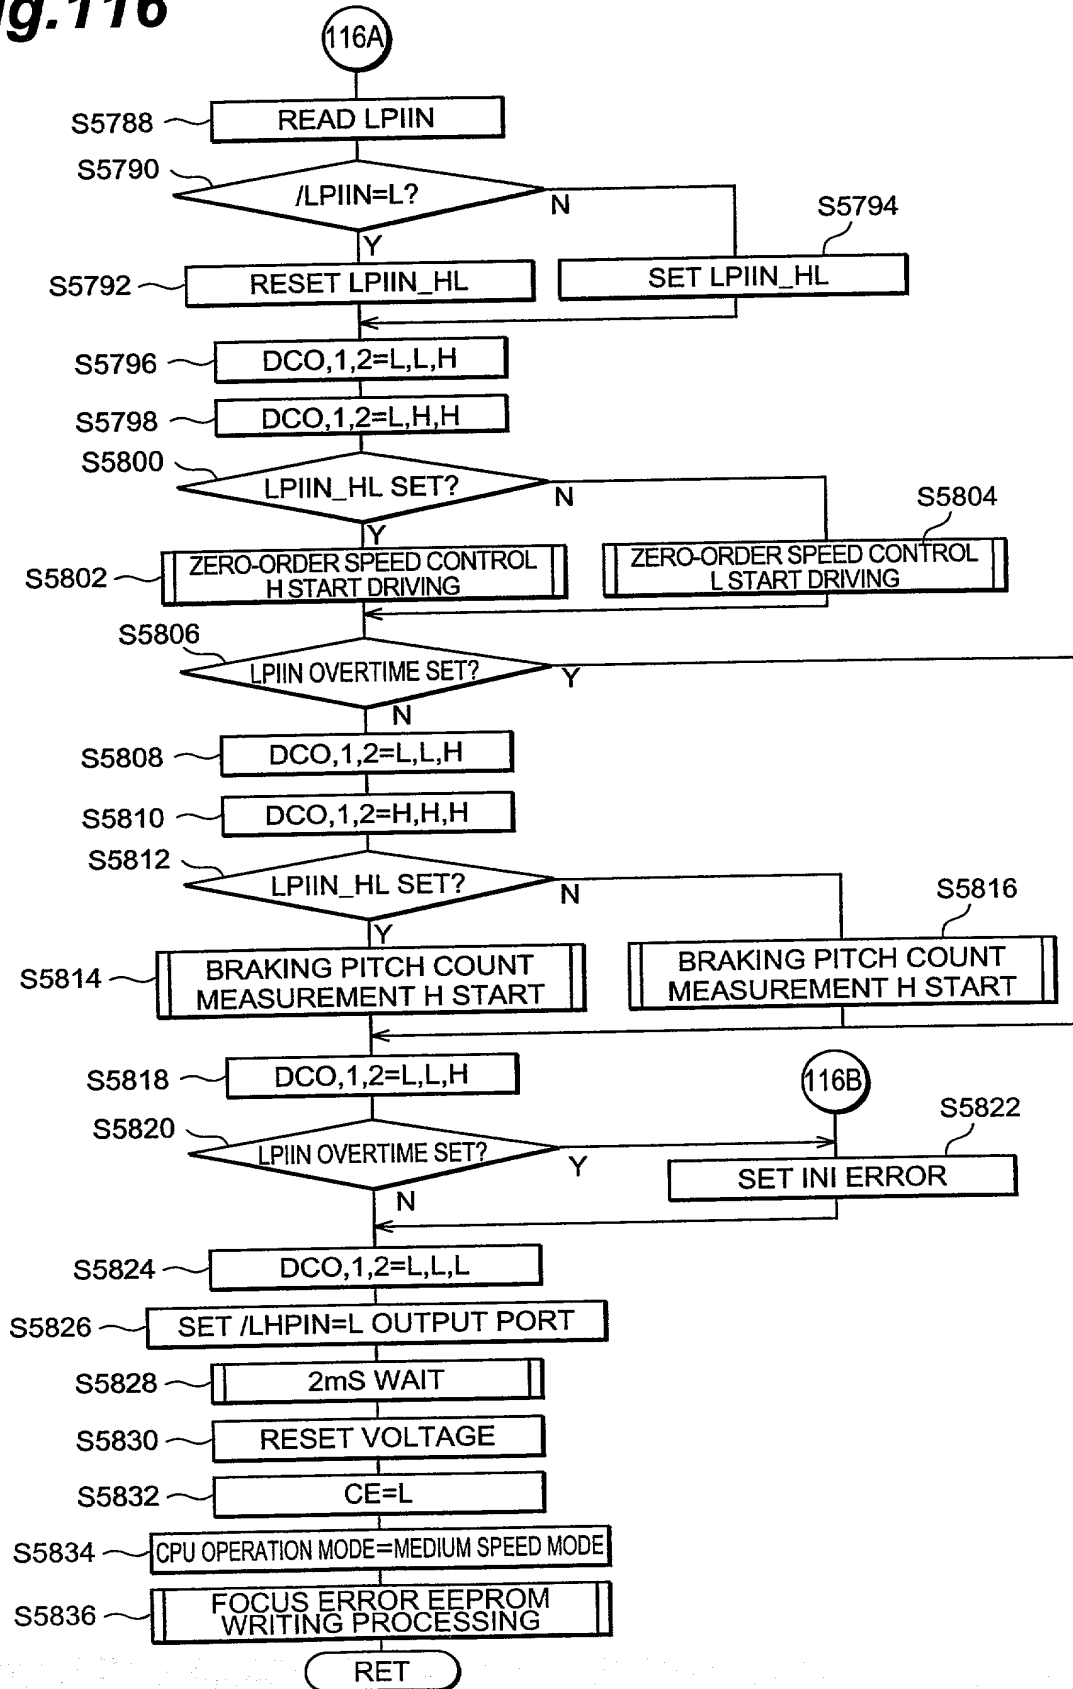 g.116
116A
S5788
READ LPIIN
S5790
/LPIIN=L?
N
Y
S5794
S5792
RESET LPIIN_HL
SET LPIIN_HL
S5796
DCO,1,2=L,L,H
S5798
DCO,1,2=L,H,H
S5800
LPIIN_HL SET?
N
Y
S5804
S5802
ZERO-ORDER SPEED CONTROL
H START DRIVING
ZERO-ORDER SPEED CONTROL
L START DRIVING
S5806
LPIIN OVERTIME SET?
Y
N
S5808
DCO,1,2=L,L,H
S5810
DCO,1,2=H,H,H
S5812
LPIIN_HL SET?
N
Y
S5816
S5814
BRAKING PITCH COUNT
MEASUREMENT H START
BRAKING PITCH COUNT
MEASUREMENT H START
S5818
DCO,1,2=L,L,H
116B
S5820
LPIIN OVERTIME SET?
Y
N
S5822
SET INI ERROR
S5824
DCO,1,2=L,L,L
S5826
SET /LHPIN=L OUTPUT PORT
S5828
2mS WAIT
S5830
RESET VOLTAGE
S5832
CE=L
S5834
CPU OPERATION MODE=MEDIUM SPEED MODE
S5836
FOCUS ERROR EEPROM
WRITING PROCESSING
RET